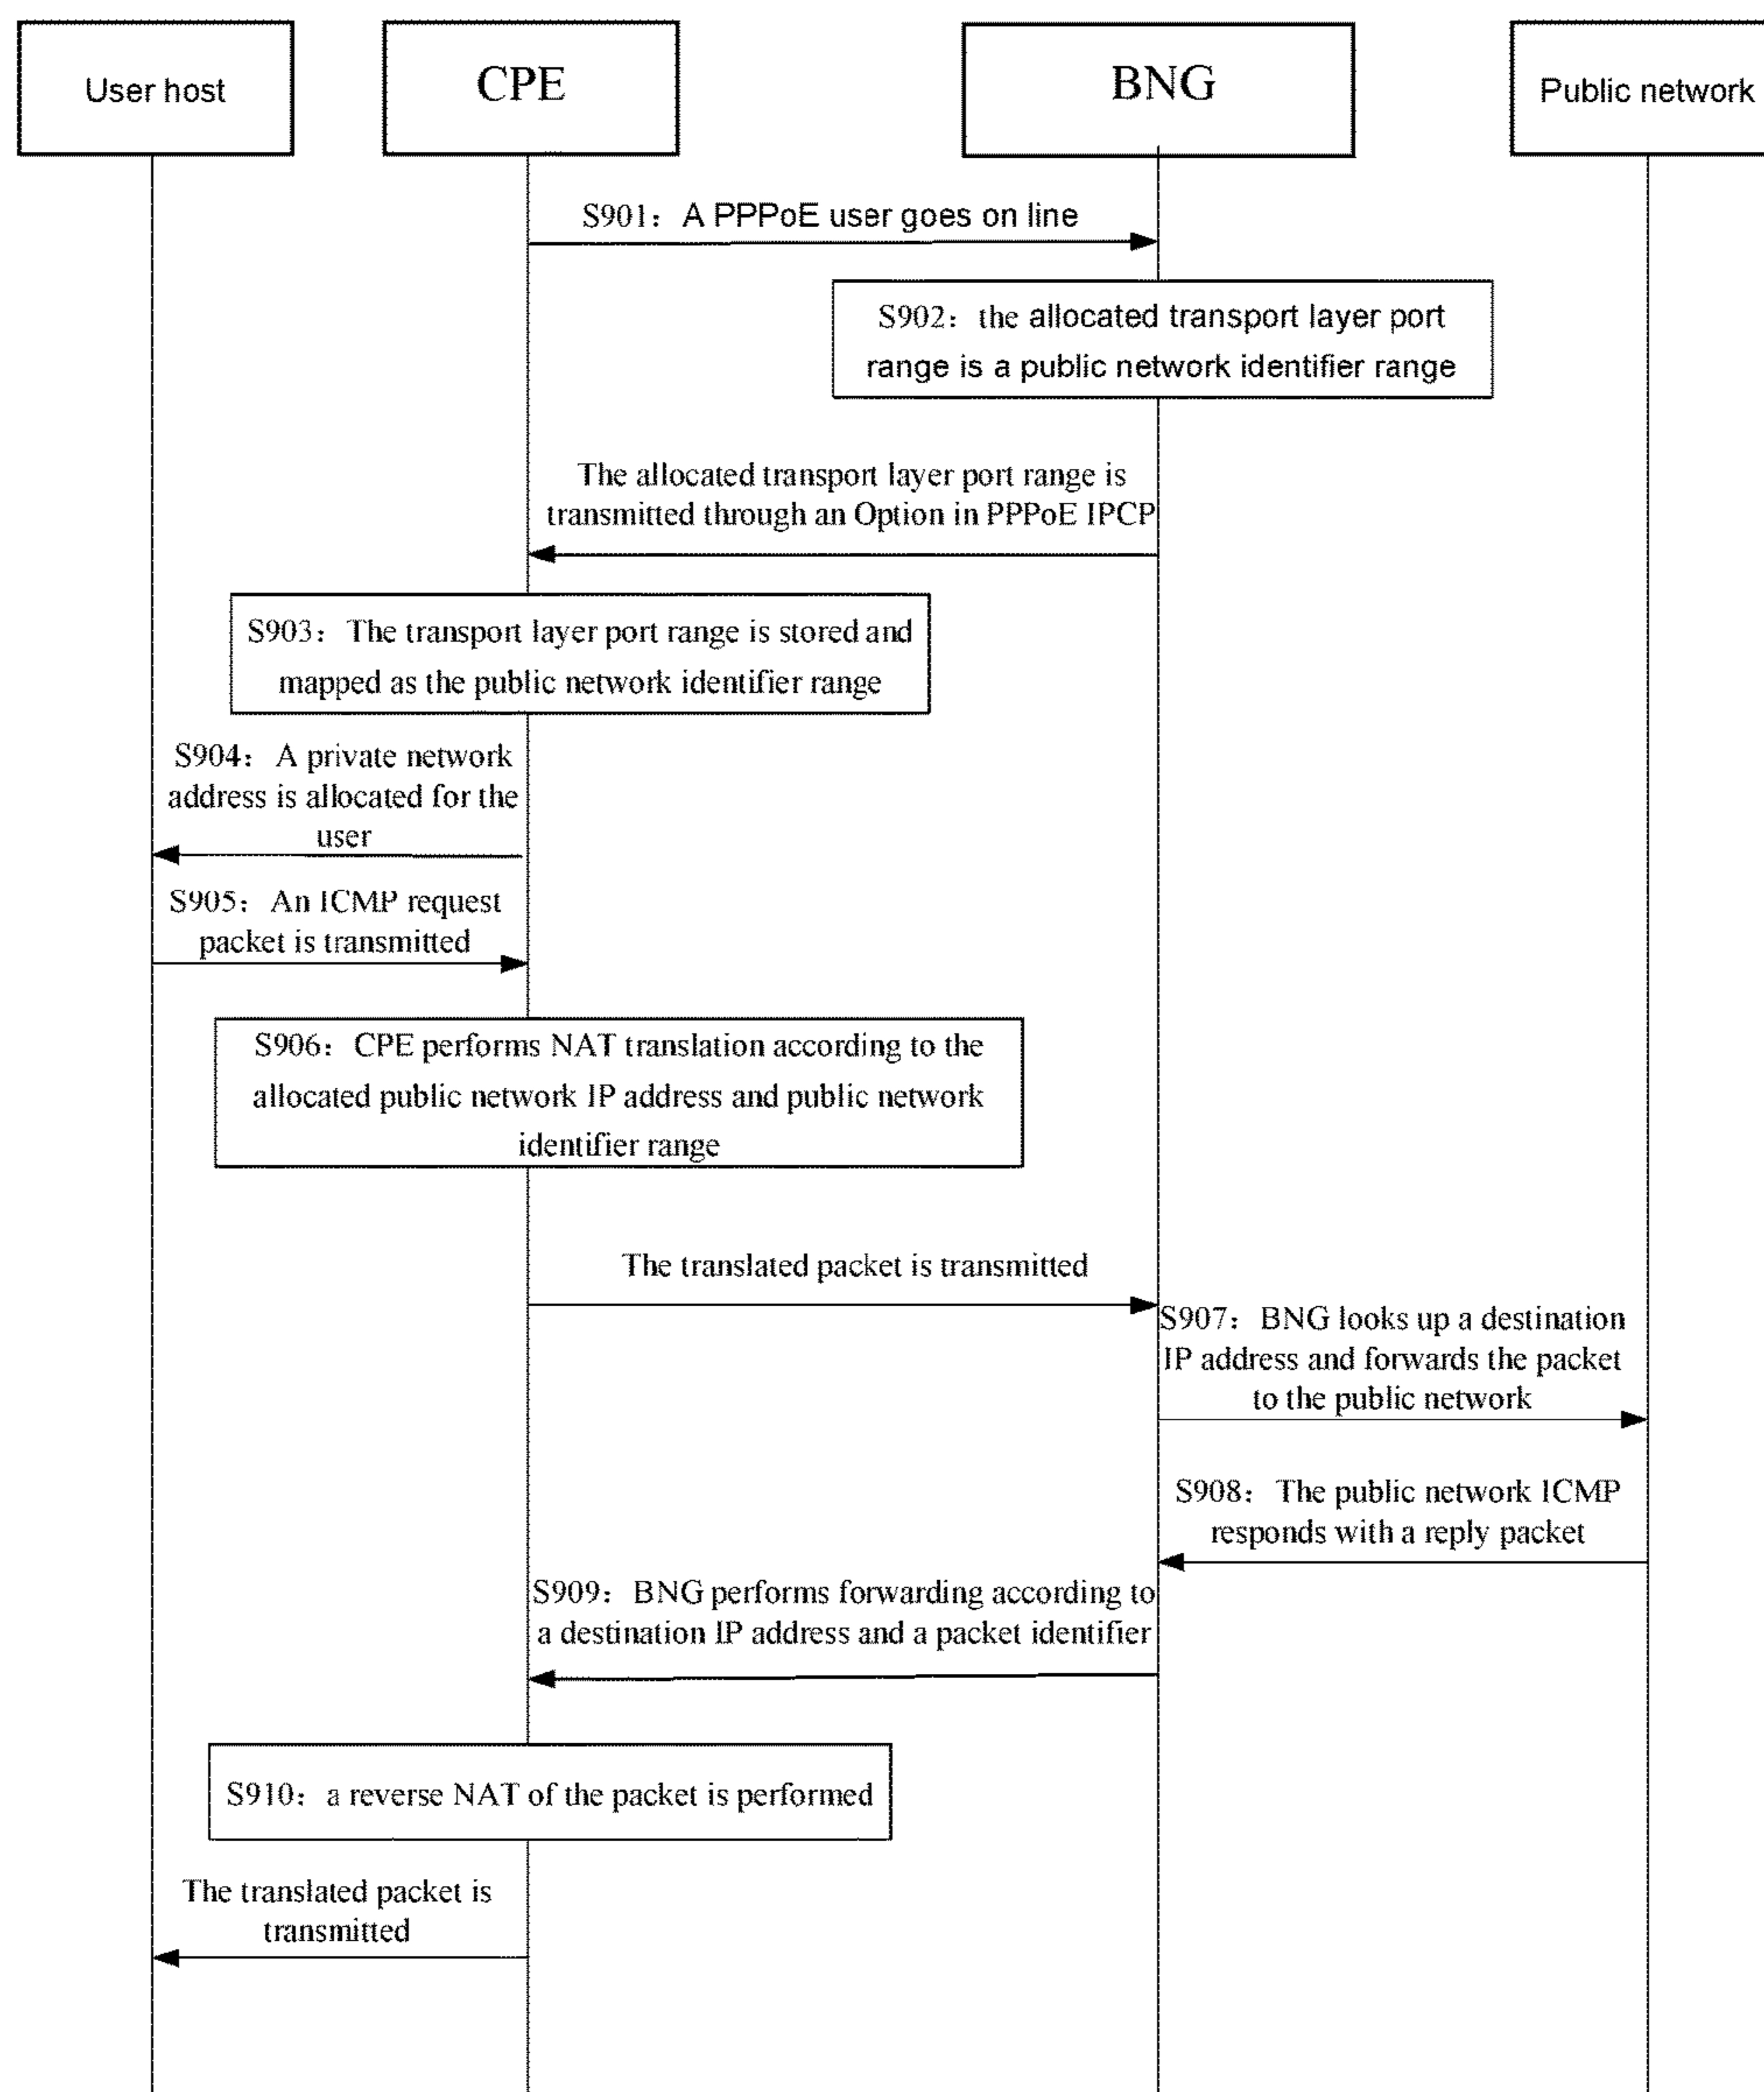 User host
CPE
BNG
Public network
S901： A PPPoE user goes on line
S902： the allocated transport layer port
range is a public network identifier range
The allocated transport layer port range is
transmitted through an Option in PPPoE IPCP
S903： The transport layer port range is stored and
mapped as the public network identifier range
S904： A private network
address is allocated for the
user
S905： An ICMP request
packet is transmitted
S906： CPE performs NAT translation according to the
allocated public network IP address and public network
identifier range
The translated packet is transmitted
S907： BNG looks up a destination
IP address and forwards the packet
to the public network
S908： The public network ICMP
responds with a reply packet
S909： BNG performs forwarding according to
a destination IP address and a packet identifier
S910： a reverse NAT of the packet is performed
The translated packet is
transmitted